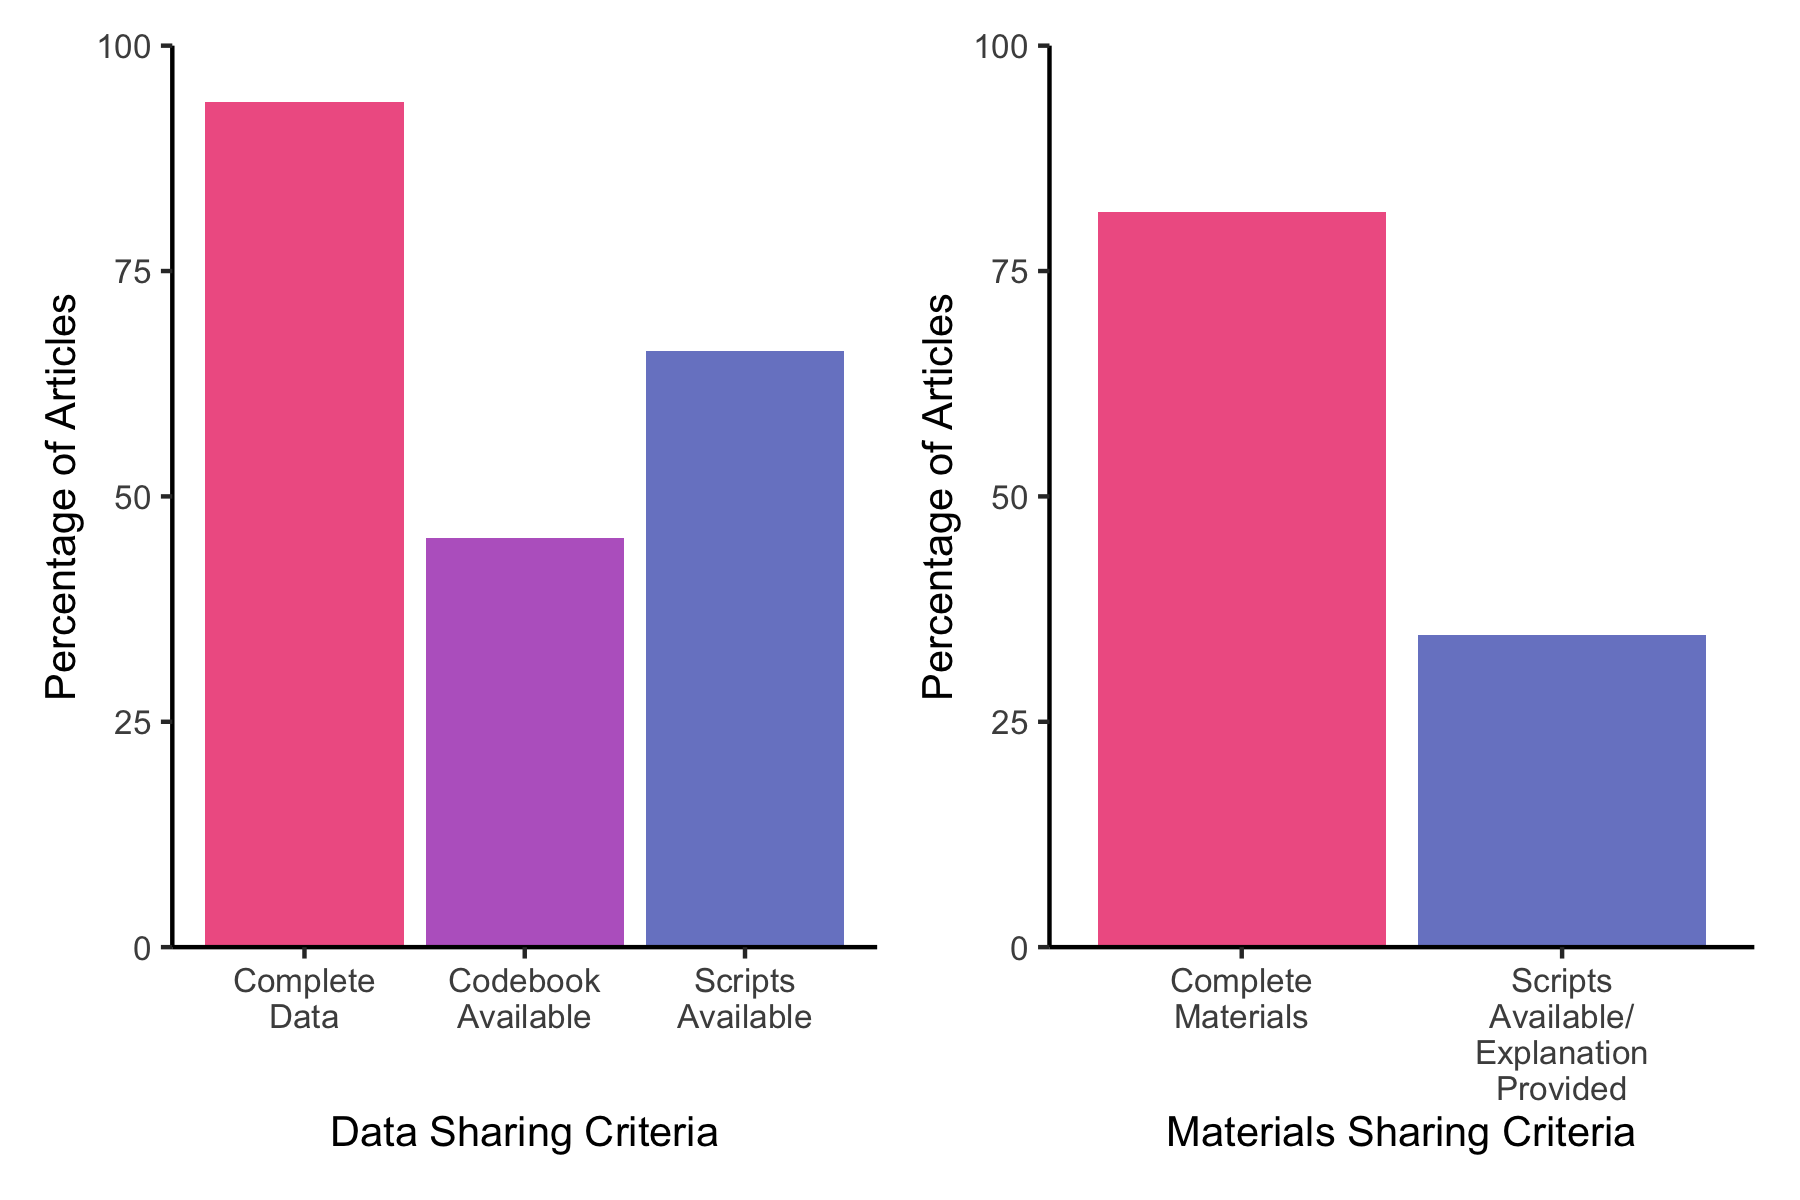 100
75
50
25
0
Percentage of Articles
Complete
Data
Codebook
Available
Scripts
Available
Data Sharing Criteria
100
75
50
25
0
Percentage of Articles
Complete
Materials
Scripts
Available/
Explanation
Provided
Materials Sharing Criteria